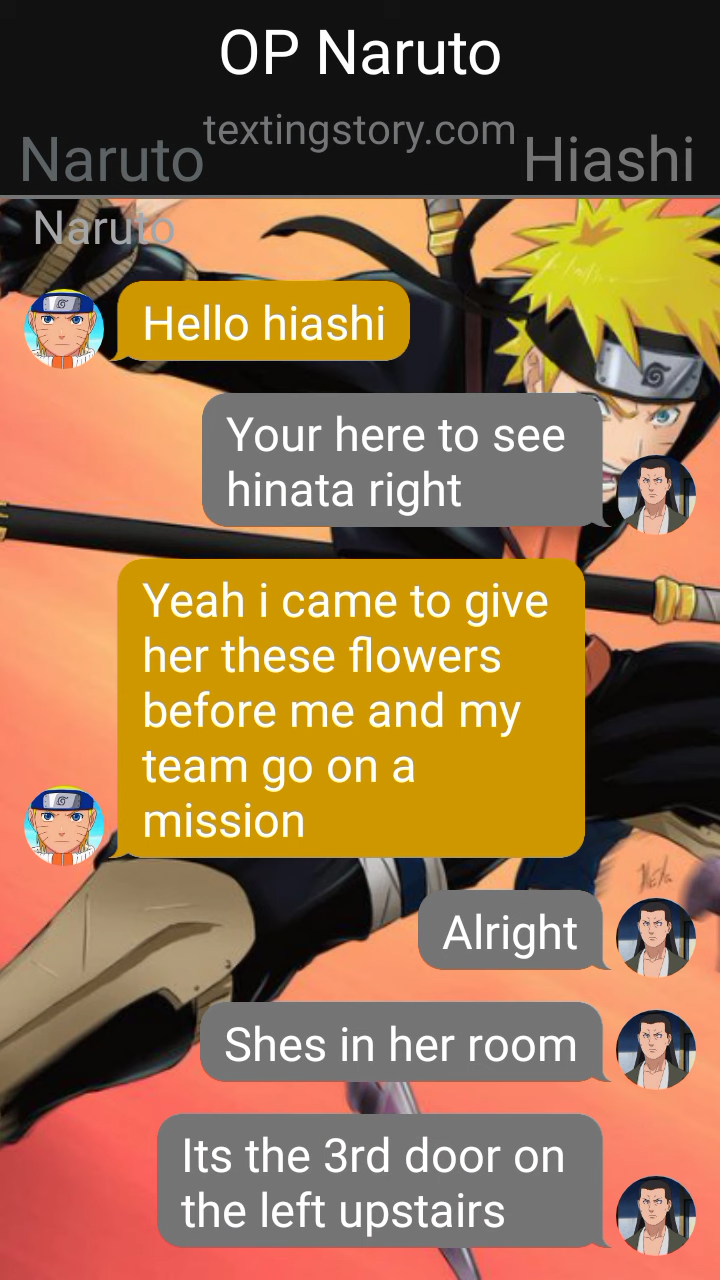 OP Naruto
textingstory.com
Naruto
Hiashi
Naruto
Hello hiashi
Your here to see
hinata right
Yeah i came to give
her these flowers
before me and my
team go on a
mission
Alright
Shes in her room
Its the 3rd door on
the left upstairs